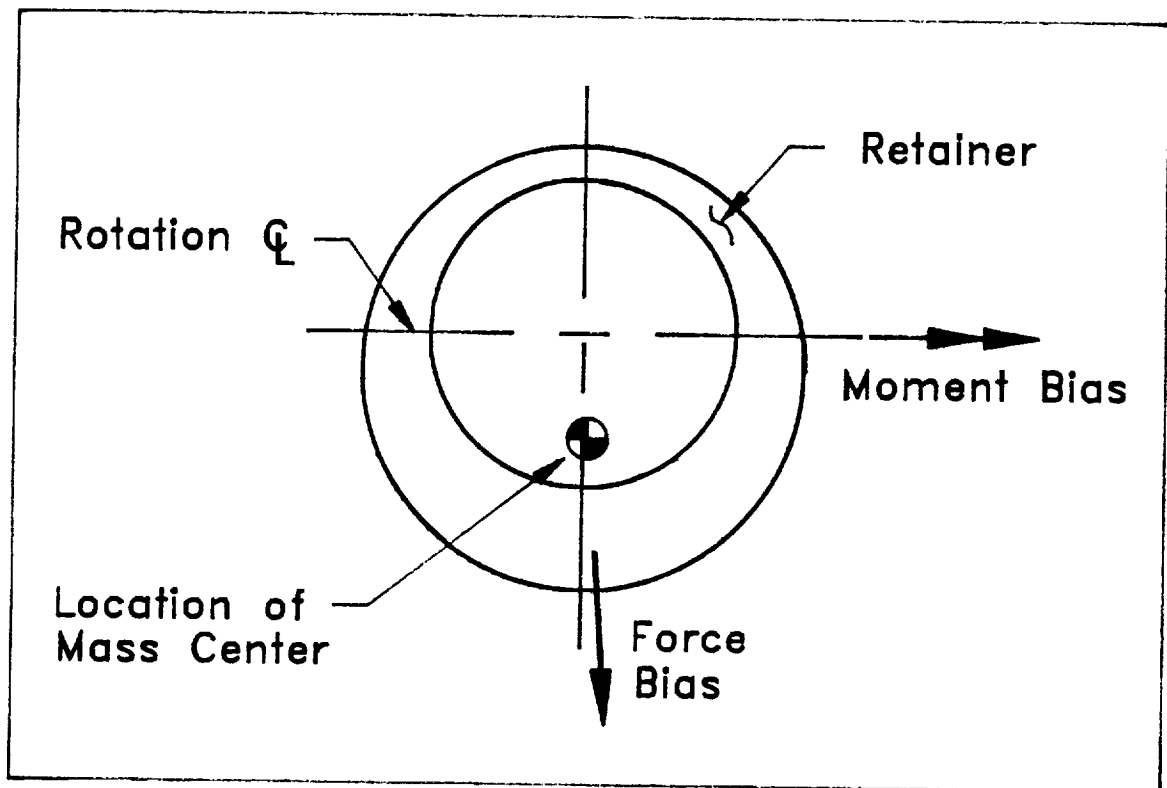 Retainer
Rotation ℄
Moment Bias
Location of
Mass Center
Force
Bias